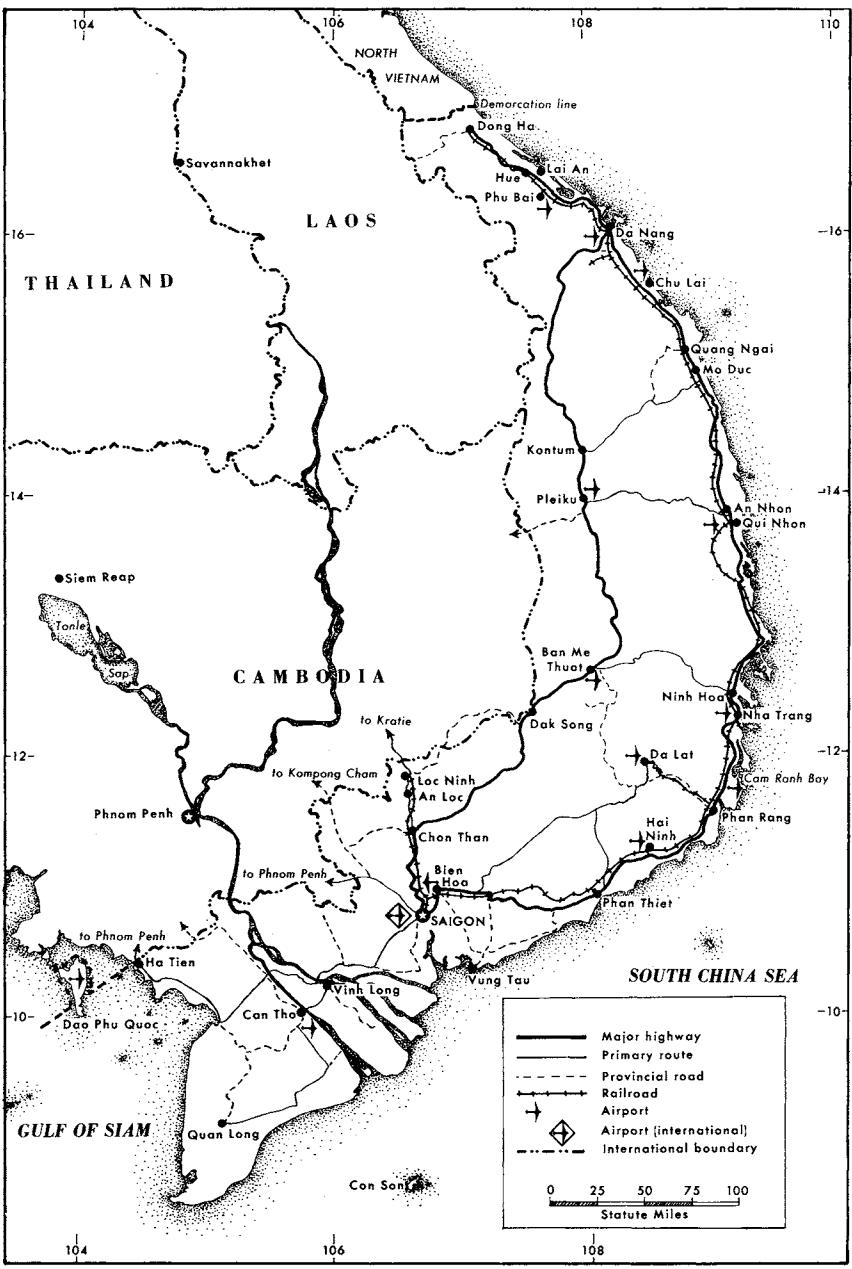 104
106
108
110
NORTH
VIETNAM
Demarcation line
Dong Ha
Savannakhet
Lai An
Hue
Phu Bai
LAOS
16
Da Nang
16
THAILAND
Chu Lai
Quang Ngai
Mo Duc
Kontum
14
Pleiku
14
An Nhon
Qui Nhon
Siem Reap
Tonle
Sap
Ban Me
Thuot
CAMBODIA
Ninh Hoa
Nha Trang
to Kratie
Dak Song
12
Da Lat
12
to Kompong Cham
Loc Ninh
An Loc
Cam Ranh Bay
Phnom Penh
Phan Rang
Chon Than
Hai
Ninh
Bien
Hoa
to Phnom Penh
Phan Thiet
SAIGON
to Phnom Penh
Ha Tien
Vung Tau
SOUTH CHINA SEA
Vinh Long
10
Can Tho
10
Dao Phu Quoc
Major highway
Primary route
Provincial road
Railroad
Airport
Airport (international)
International boundary
GULF OF SIAM
Quan Long
Con Son
0 25 50 75 100
Statute Miles
104
106
108